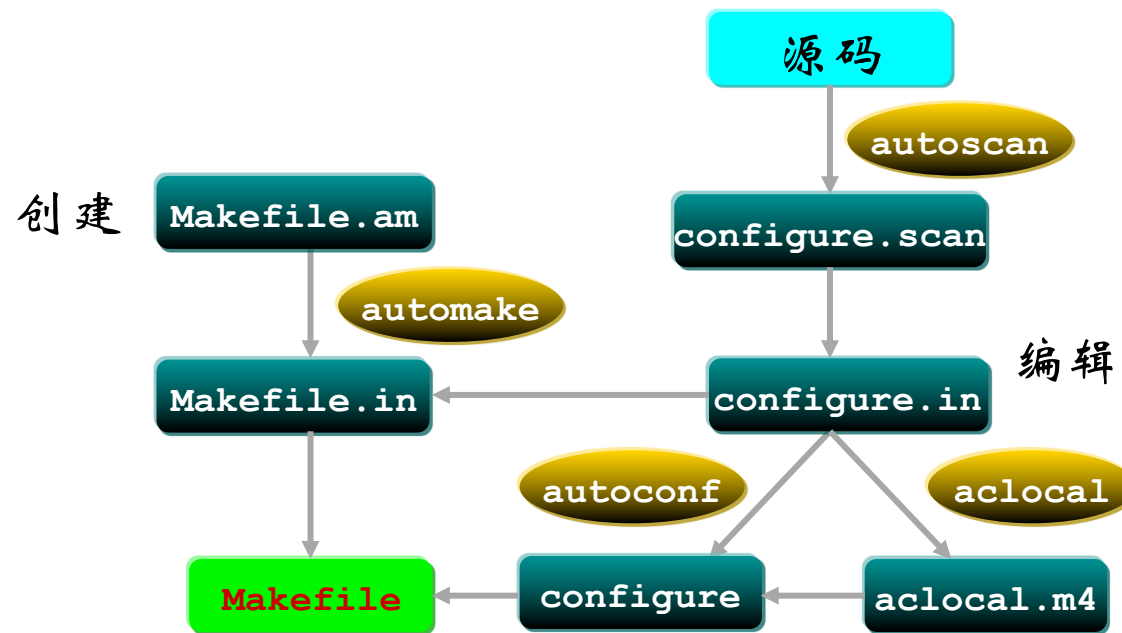 源码
autoscan
创建
Makefile.am
configure.scan
automake
编辑
Makefile.in
configure.in
autoconf
aclocal
Makefile
configure
aclocal.m4